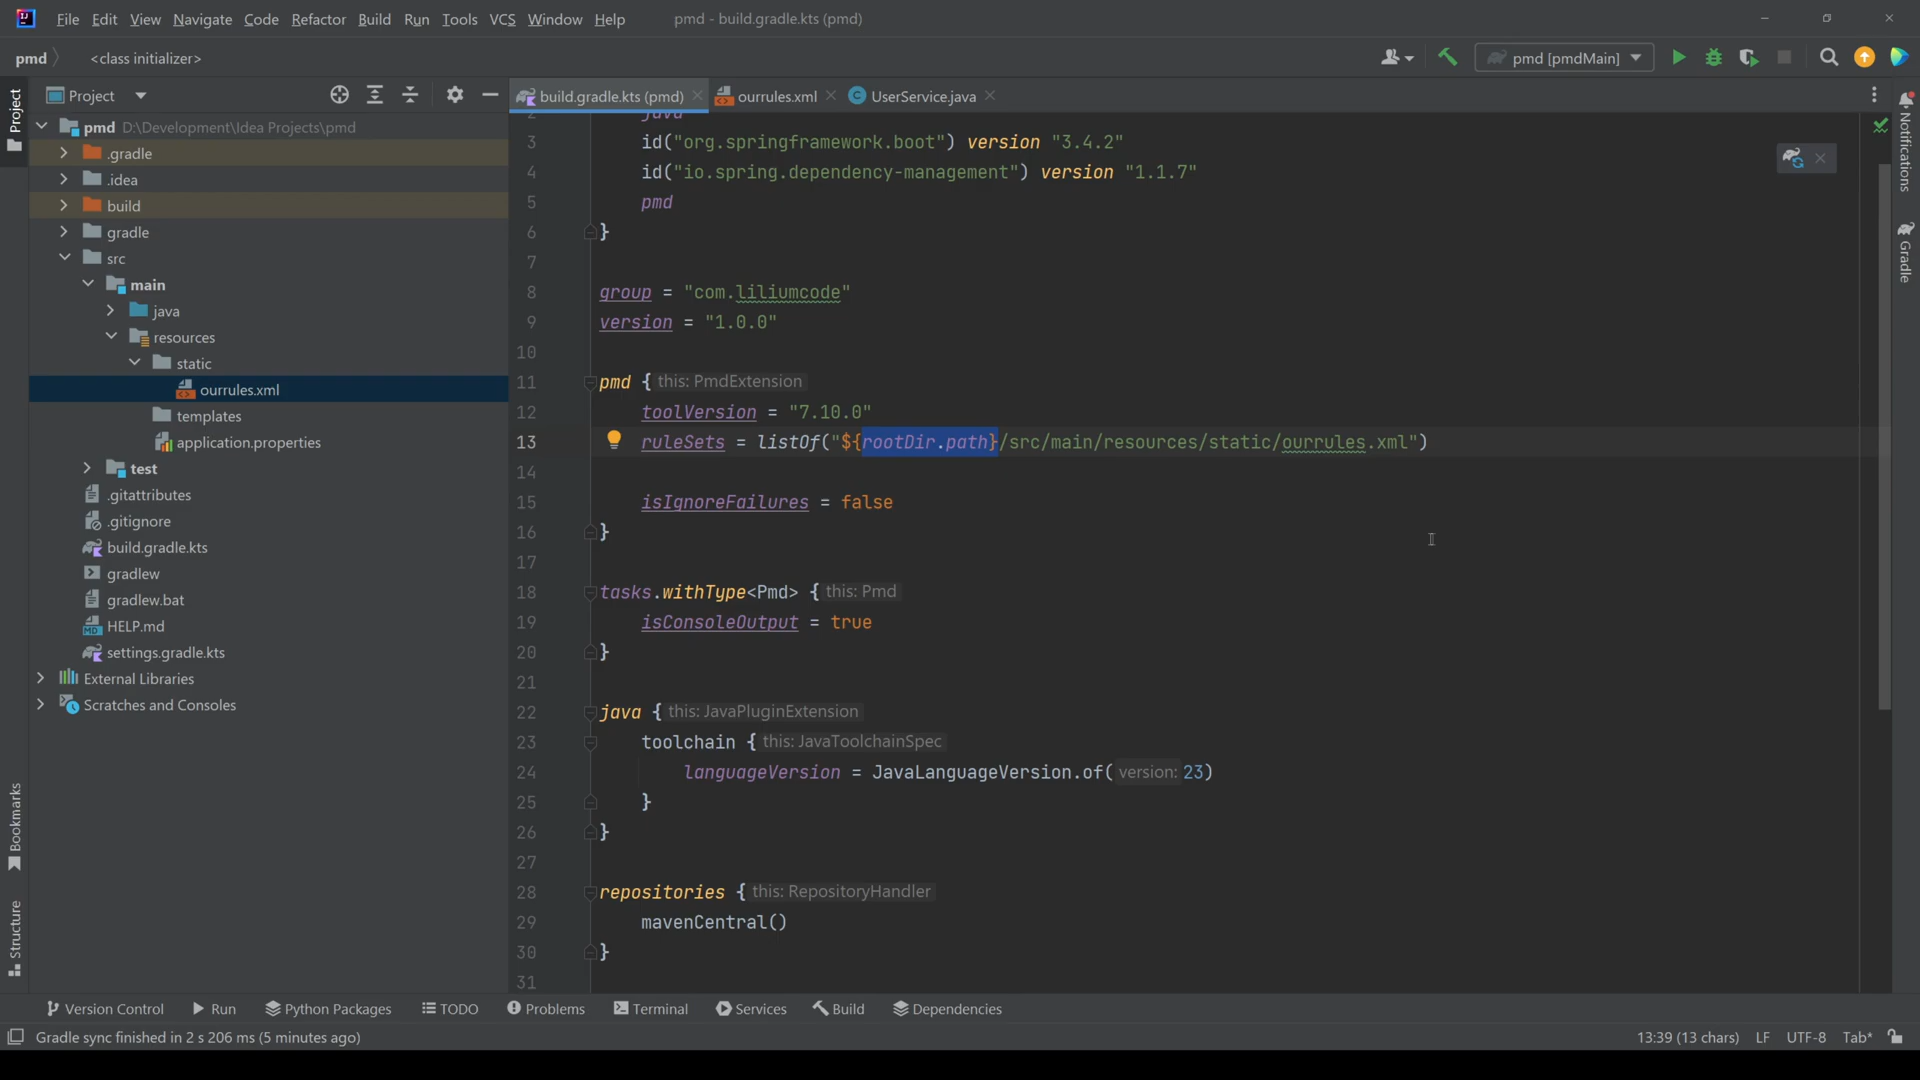 File Edit View Navigate Code Refactor Build Run Tools VCS Window Help pmd - build.gradle.kts (pmd)
pmd <class initializer> pmd [pmdMain]
Project build.gradle.kts (pmd) ourrules.xml UserService.java
Project
Bookmarks
Structure
Notifications
Gradle
pmd D:\Development\Idea Projects\pmd
.gradle
.idea
build
gradle
src
main
java
resources
static
ourrules.xml
templates
application.properties
test
.gitattributes
.gitignore
build.gradle.kts
gradlew
gradlew.bat
HELP.md
settings.gradle.kts
External Libraries
Scratches and Consoles
2 java
3 id("org.springframework.boot") version "3.4.2"
4 id("io.spring.dependency-management") version "1.1.7"
5 pmd
6 }
7
8 group = "com.liliumcode"
9 version = "1.0.0"
10
11 pmd { this: PmdExtension
12 toolVersion = "7.10.0"
13 ruleSets = listOf("${rootDir.path}/src/main/resources/static/ourrules.xml")
14
15 isIgnoreFailures = false
16 }
17
18 tasks.withType<Pmd> { this: Pmd
19 isConsoleOutput = true
20 }
21
22 java { this: JavaPluginExtension
23 toolchain { this: JavaToolchainSpec
24 languageVersion = JavaLanguageVersion.of( version: 23)
25 }
26 }
27
28 repositories { this: RepositoryHandler
29 mavenCentral()
30 }
31
Version Control Run Python Packages TODO Problems Terminal Services Build Dependencies
Gradle sync finished in 2 s 206 ms (5 minutes ago) 13:39 (13 chars) LF UTF-8 Tab*